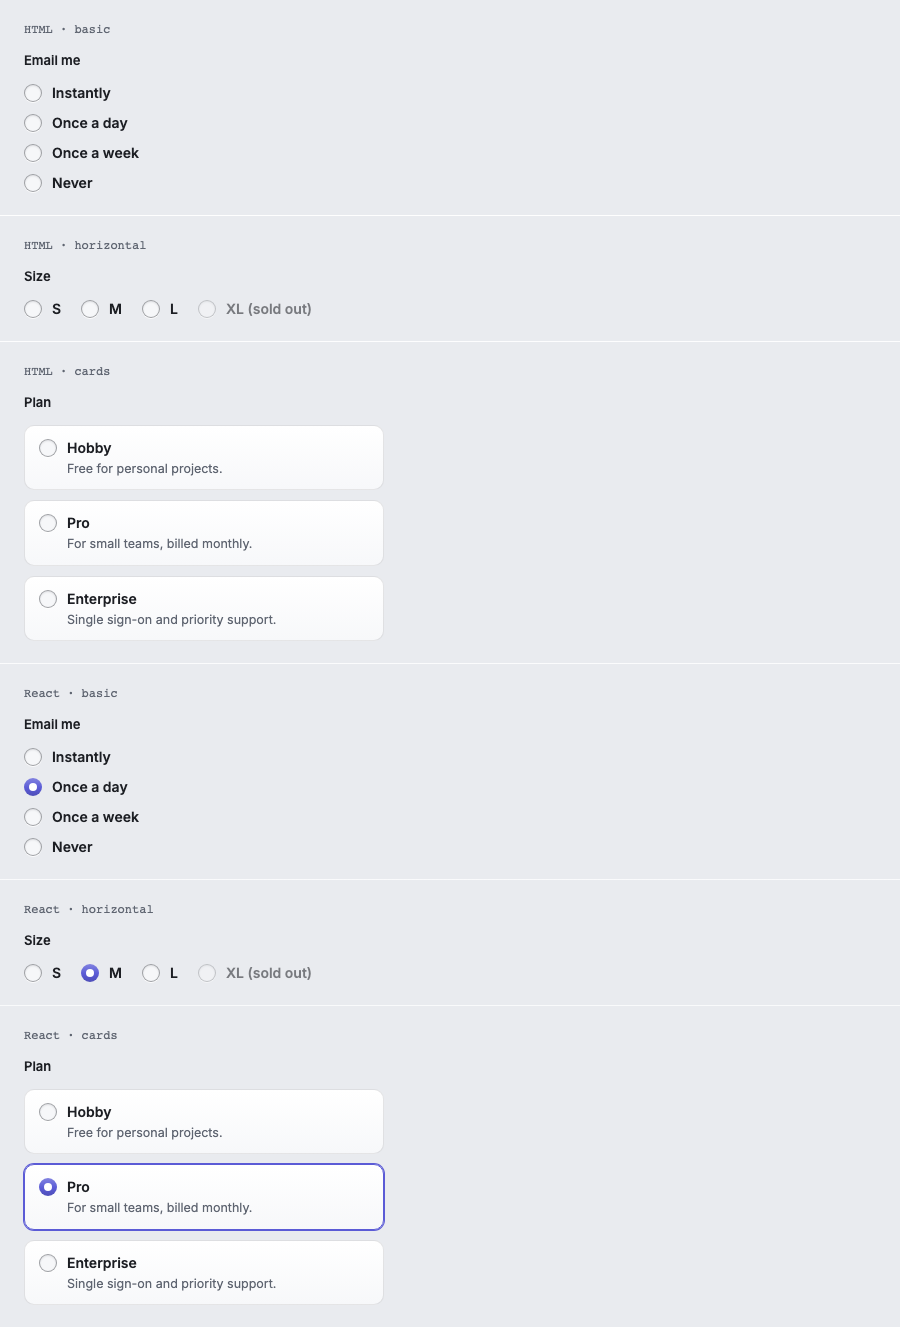 HTML · basic
Email me
Instantly
Once a day
Once a week
Never
HTML · horizontal
Size
S M L XL (sold out)
HTML · cards
Plan
Hobby
Free for personal projects.
Pro
For small teams, billed monthly.
Enterprise
Single sign-on and priority support.
React · basic
Email me
Instantly
Once a day
Once a week
Never
React · horizontal
Size
S M L XL (sold out)
React · cards
Plan
Hobby
Free for personal projects.
Pro
For small teams, billed monthly.
Enterprise
Single sign-on and priority support.